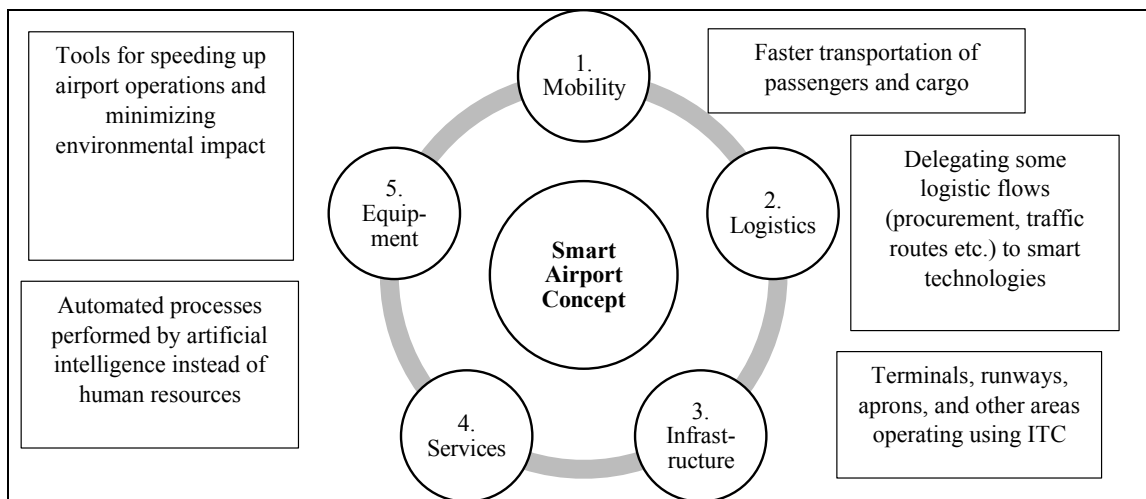 Tools for speeding up
airport operations and
minimizing
environmental impact
Automated processes
performed by artificial
intelligence instead of
human resources
1.
Mobility
2.
Logistics
3.
Infrast-
ructure
4.
Services
5.
Equip-
ment
Smart
Airport
Concept
Faster transportation of
passengers and cargo
Delegating some
logistic flows
(procurement, traffic
routes etc.) to smart
technologies
Terminals, runways,
aprons, and other areas
operating using ITC